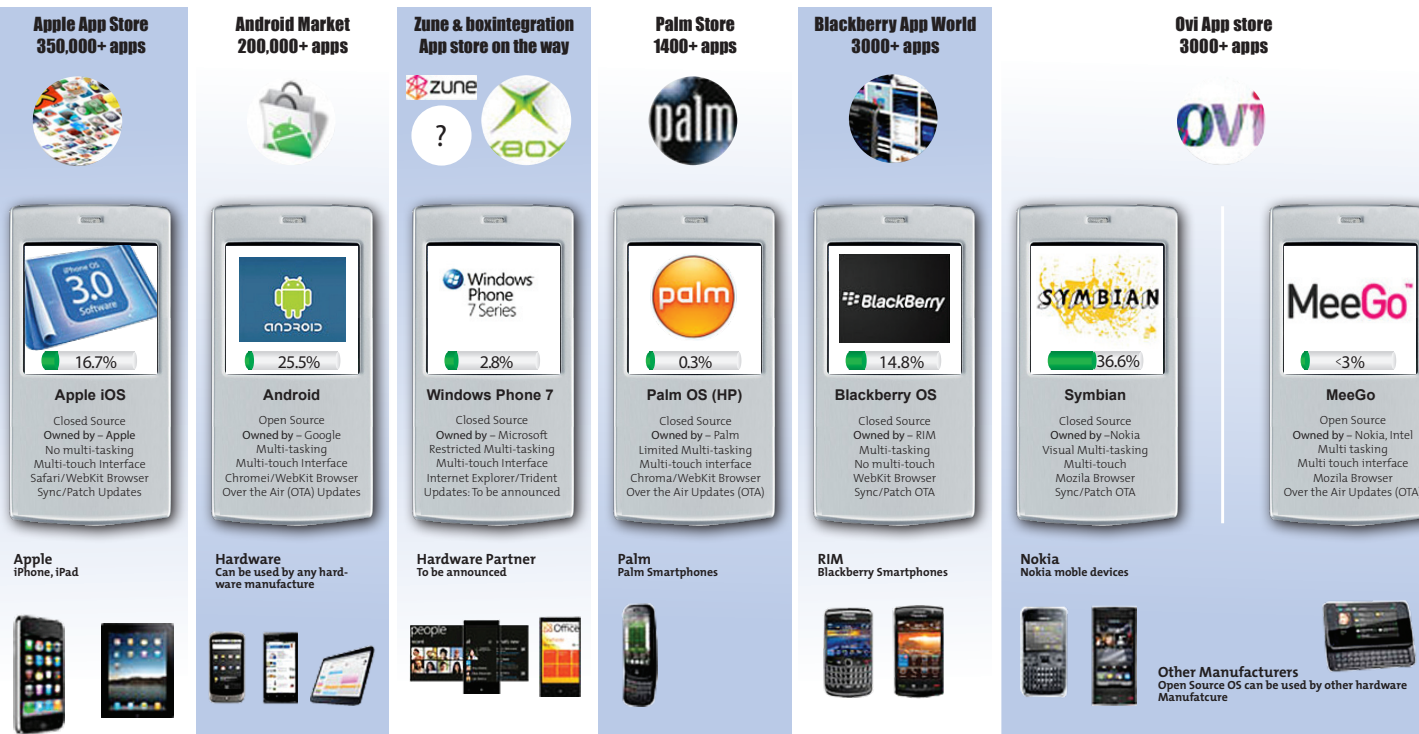 Apple App Store
350,000+ apps
iPhone OS
3.0
Software
16.7%
Apple iOS
Closed Source
Owned by – Apple
No multi-tasking
Multi-touch Interface
Safari/WebKit Browser
Sync/Patch Updates
Apple
iPhone, iPad
Android Market
200,000+ apps
ANDROID
25.5%
Android
Open Source
Owned by – Google
Multi-tasking
Multi-touch Interface
Chromei/WebKit Browser
Over the Air (OTA) Updates
Hardware
Can be used by any hard-
ware manufacture
Zune & boxintegration
App store on the way
zune
?
XBOX
Windows
Phone
7 Series
2.8%
Windows Phone 7
Closed Source
Owned by – Microsoft
Restricted Multi-tasking
Multi-touch Interface
Internet Explorer/Trident
Updates: To be announced
Hardware Partner
To be announced
people
Office
Palm Store
1400+ apps
palm
palm
0.3%
Palm OS (HP)
Closed Source
Owned by – Palm
Limited Multi-tasking
Multi-touch interface
Chroma/WebKit Browser
Over the Air Updates (OTA)
Palm
Palm Smartphones
Blackberry App World
3000+ apps
BlackBerry
14.8%
Blackberry OS
Closed Source
Owned by – RIM
Multi-tasking
No multi-touch
WebKit Browser
Sync/Patch OTA
RIM
Blackberry Smartphones
Ovi App store
3000+ apps
ovi
SYMBIAN
36.6%
Symbian
Closed Source
Owned by –Nokia
Visual Multi-tasking
Multi-touch
Mozila Browser
Sync/Patch OTA
Nokia
Nokia moble devices
MeeGo™
<3%
MeeGo
Open Source
Owned by – Nokia, Intel
Multi tasking
Multi touch interface
Mozila Browser
Over the Air Updates (OTA
Other Manufacturers
Open Source OS can be used by other hardware
Manufatcure